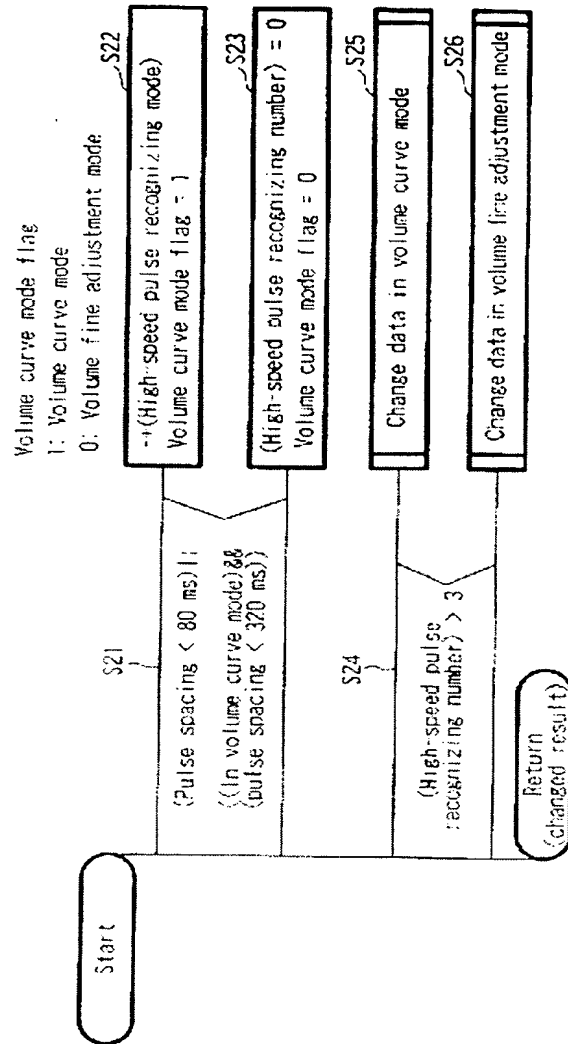 Volume curve mode flag
1: Volume curve mode
0: Volume fine adjustment mode
Start
S21
(Pulse spacing < 80 ms)||
((In volume curve mode)&&
(pulse spacing < 320 ms))
S22
(High-speed pulse recognizing mode)
Volume curve mode flag = 1
S23
(High-speed pulse recognizing number) = 0
Volume curve mode flag = 0
S24
(High-speed pulse
recognizing number) > 3
S25
Change data in volume curve mode
S26
Change data in volume fine adjustment mode
Return
(changed result)